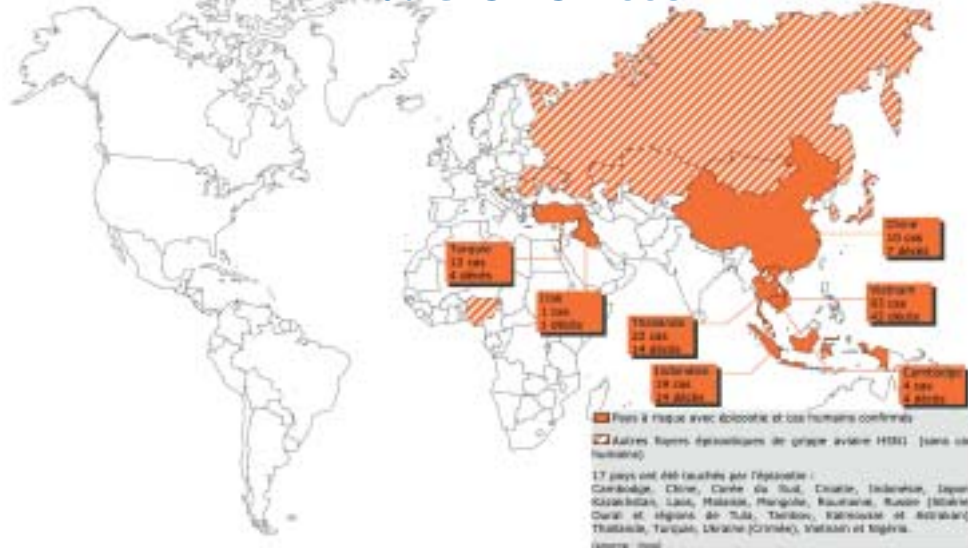 Chine
10 cas
7 décès
Turquie
12 cas
4 décès
Irak
1 cas
1 décès
Vietnam
93 cas
42 décès
Thaïlande
22 cas
14 décès
Indonésie
cas
décès
Cambodge
4 cas
4 décès
Pays à risque avec épizootie et cas humains confirmés
Autres foyers épizootiques de grippe aviaire H5N1 (sans cas
humains)
17 pays ont été touchés par l'épizootie :
Cambodge, Chine, Corée du Sud, Croatie, Indonésie, Japon,
Kazakhstan, Laos, Malaisie, Mongolie, Roumanie, Russie (Sibérie,
Oural et régions de Tula, Tambov, Kalmoukie et Astrakan),
Thaïlande, Turquie, Ukraine (Crimée), Vietnam et Nigéria.